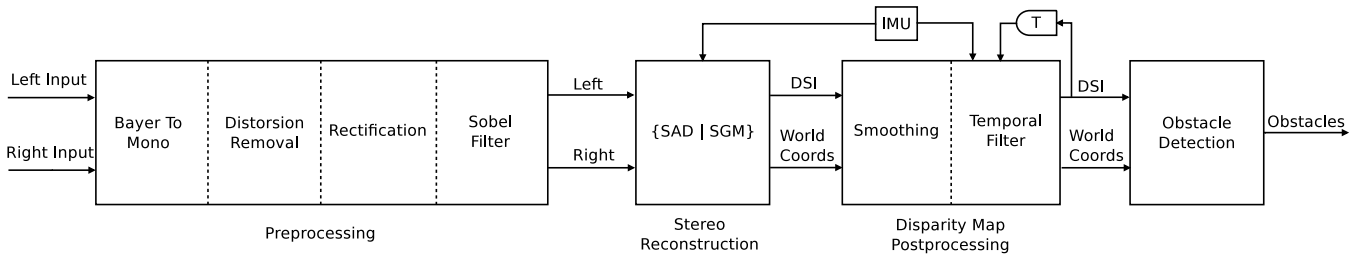 IMU
T
Left Input
Right Input
Bayer To
Mono
Distorsion
Removal
Rectification
Sobel
Filter
Left
Right
{SAD | SGM}
DSI
World
Coords
Smoothing
Temporal
Filter
DSI
World
Coords
Obstacle
Detection
Obstacles
Preprocessing
Stereo
Reconstruction
Disparity Map
Postprocessing